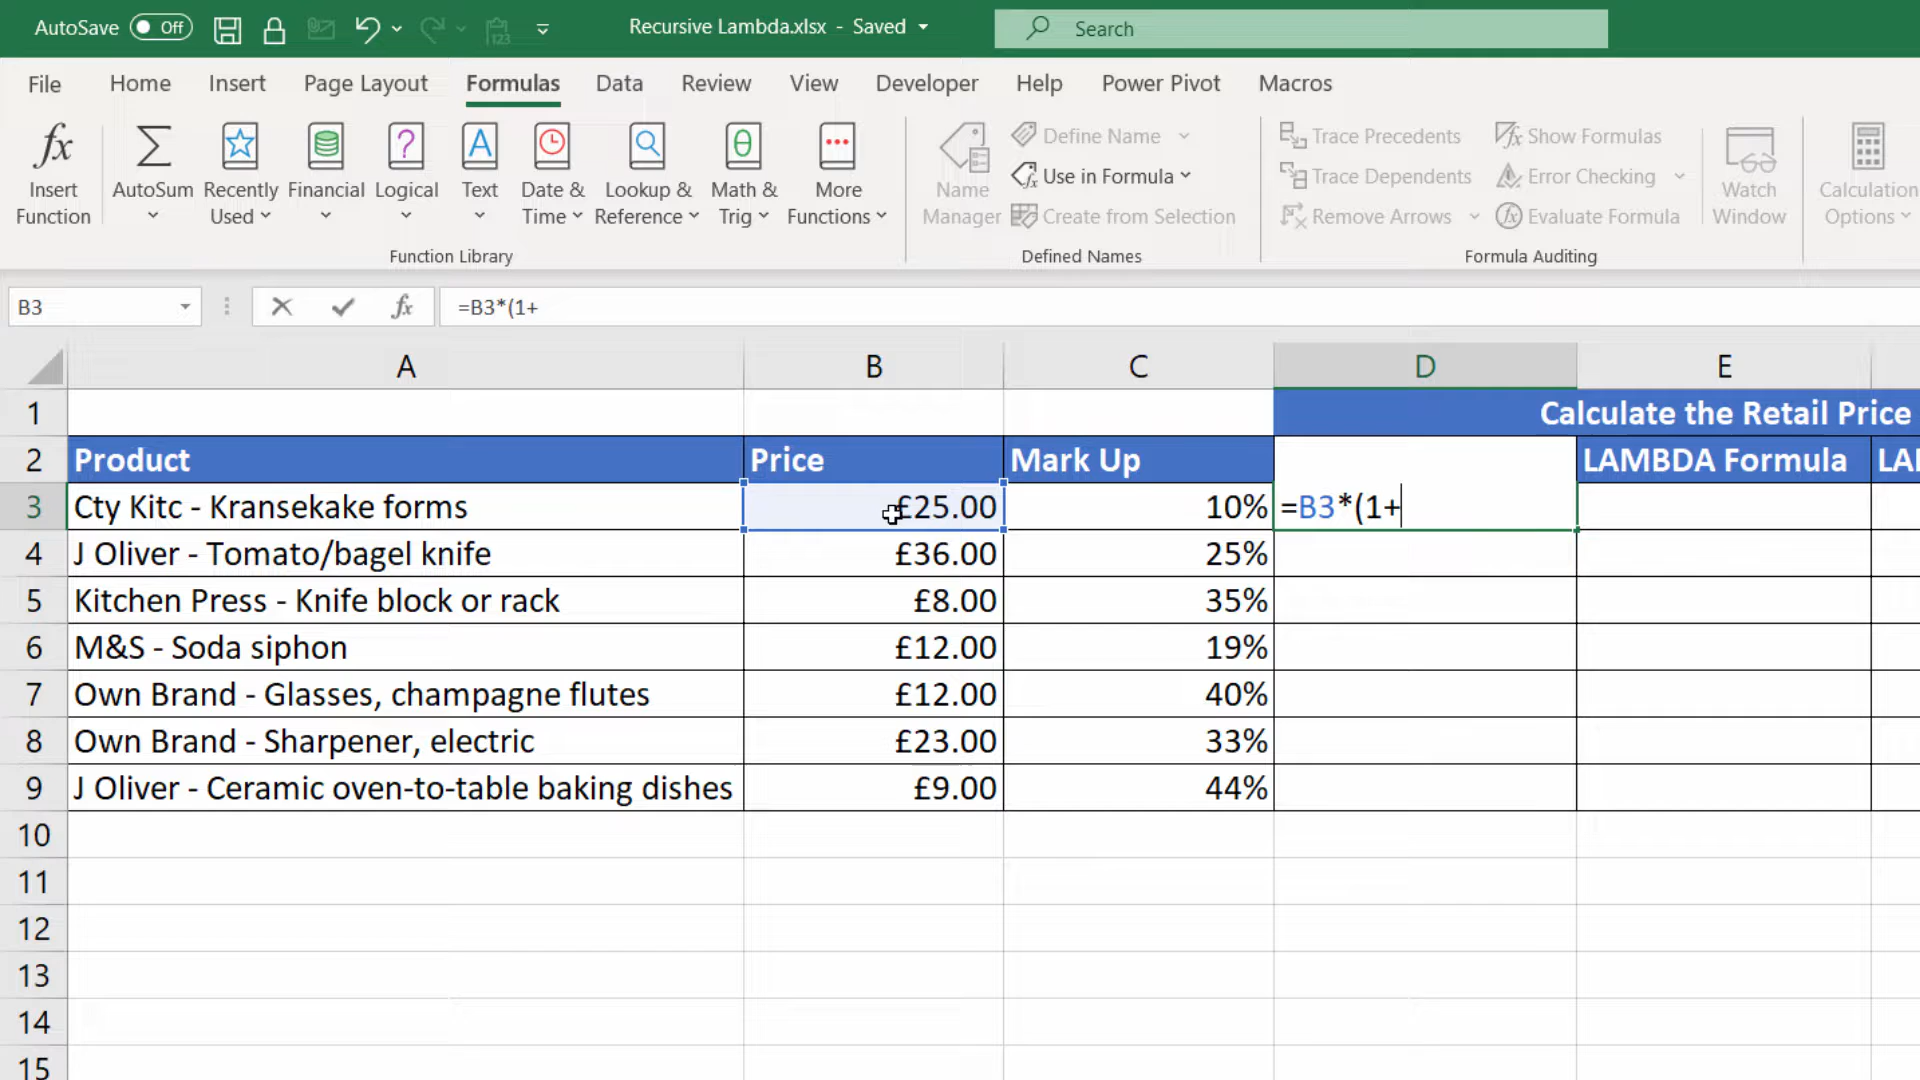 AutoSave Off Recursive Lambda.xlsx - Saved Search
File Home Insert Page Layout Formulas Data Review View Developer Help Power Pivot Macros
Insert Function
AutoSum
Recently Used
Financial
Logical
Text
Date & Time
Lookup & Reference
Math & Trig
More Functions
Function Library
Name Manager
Define Name
Use in Formula
Create from Selection
Defined Names
Trace Precedents
Trace Dependents
Remove Arrows
Show Formulas
Error Checking
Evaluate Formula
Formula Auditing
Watch Window
Calculation Options
B3 fx =B3*(1+
A B C D E
1 Calculate the Retail Price
2 Product Price Mark Up LAMBDA Formula
3 Cty Kitc - Kransekake forms £25.00 10% =B3*(1+
4 J Oliver - Tomato/bagel knife £36.00 25%
5 Kitchen Press - Knife block or rack £8.00 35%
6 M&S - Soda siphon £12.00 19%
7 Own Brand - Glasses, champagne flutes £12.00 40%
8 Own Brand - Sharpener, electric £23.00 33%
9 J Oliver - Ceramic oven-to-table baking dishes £9.00 44%
10
11
12
13
14
15